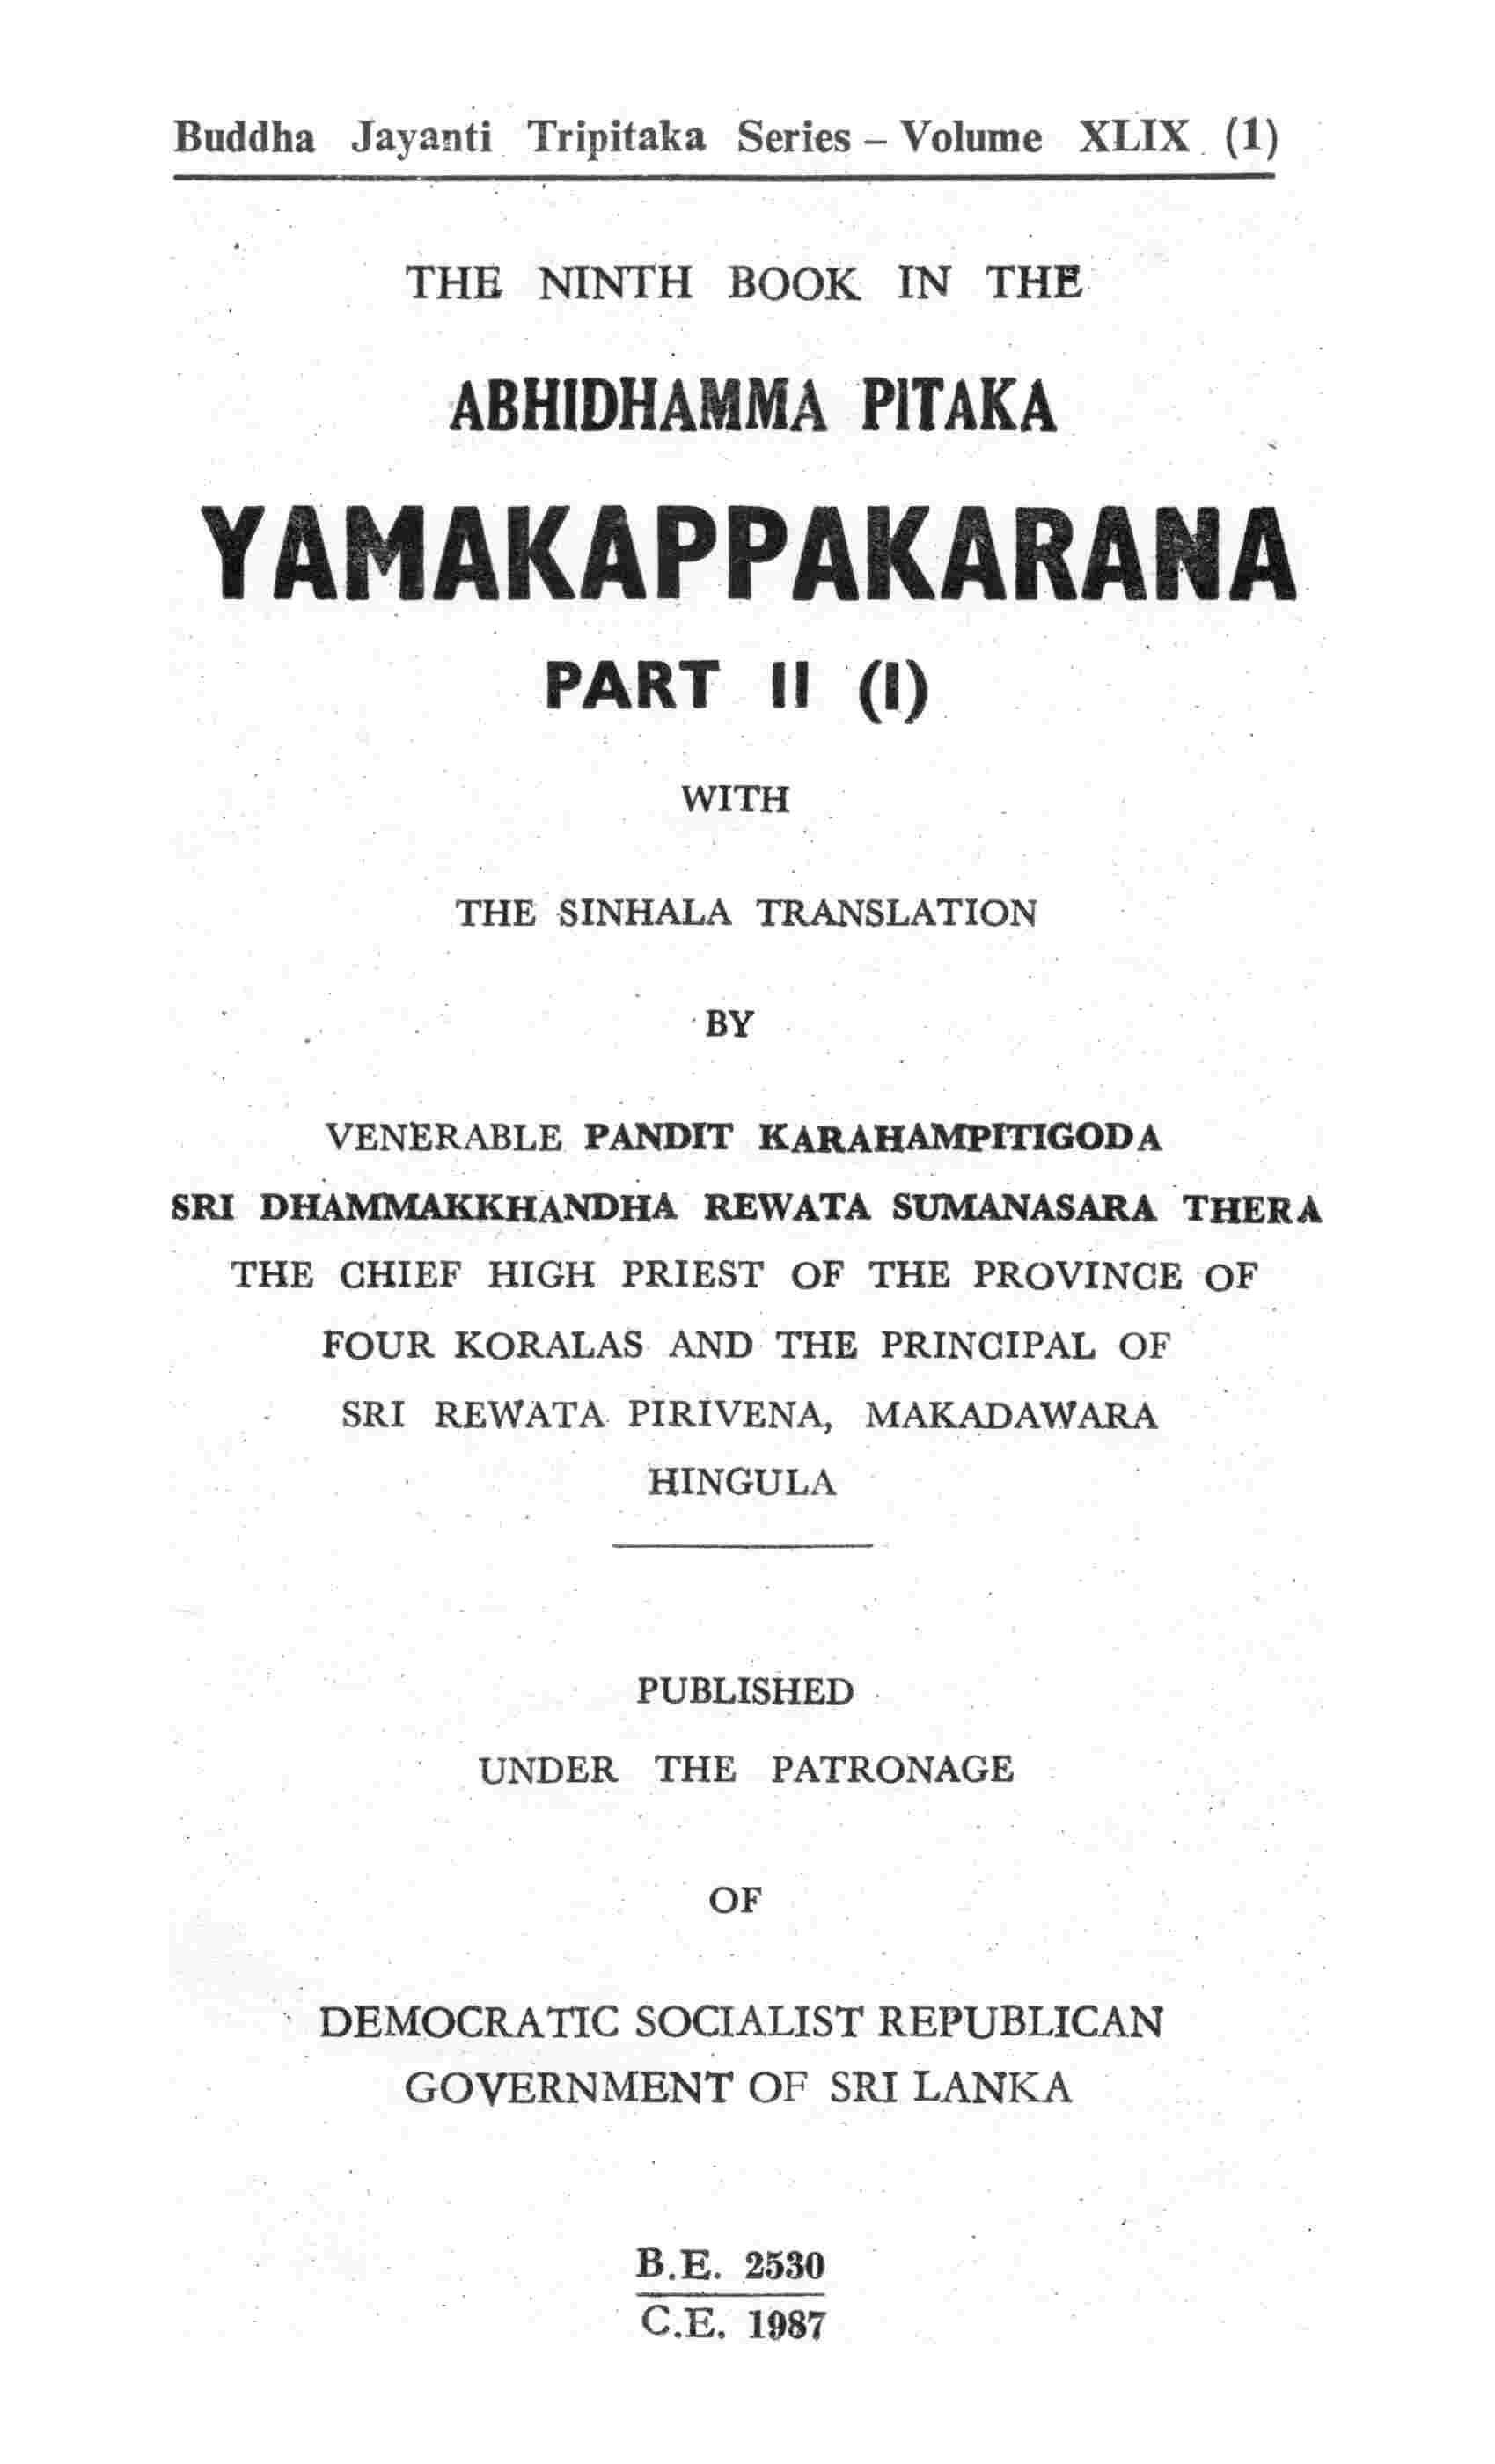 Buddha Jayanti Tripitaka Series – Volume XLIX (1)
THE NINTH BOOK IN THE
ABHIDHAMMA PITAKA
YAMAKAPPAKARANA
PART II (I)
WITH
THE SINHALA TRANSLATION
BY
VENERABLE PANDIT KARAHAMPITIGODA
SRI DHAMMAKKHANDHA REWATA SUMANASARA THERA
THE CHIEF HIGH PRIEST OF THE PROVINCE OF
FOUR KORALAS AND THE PRINCIPAL OF
SRI REWATA PIRIVENA, MAKADAWARA
HINGULA
PUBLISHED
UNDER THE PATRONAGE
OF
DEMOCRATIC SOCIALIST REPUBLICAN
GOVERNMENT OF SRI LANKA
B.E. 2530
C.E. 1987